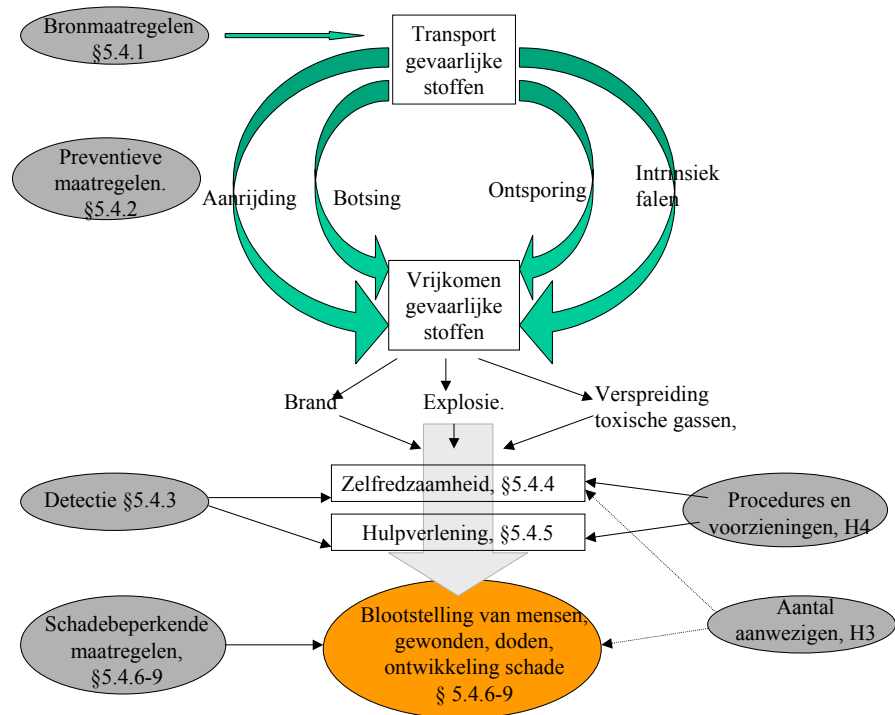 Bronmaatregelen
§5.4.1
Transport
gevaarlijke
stoffen
Preventieve
maatregelen.
§5.4.2
Aanrijding
Botsing
Ontsporing
Intrinsiek
falen
Vrijkomen
gevaarlijke
stoffen
Brand
Explosie.
Verspreiding
toxische gassen,
Detectie §5.4.3
Zelfredzaamheid, §5.4.4
Hulpverlening, §5.4.5
Procedures en
voorzieningen, H4
Schadebeperkende
maatregelen,
§5.4.6-9
Blootstelling van mensen,
gewonden, doden,
ontwikkeling schade
§ 5.4.6-9
Aantal
aanwezigen, H3